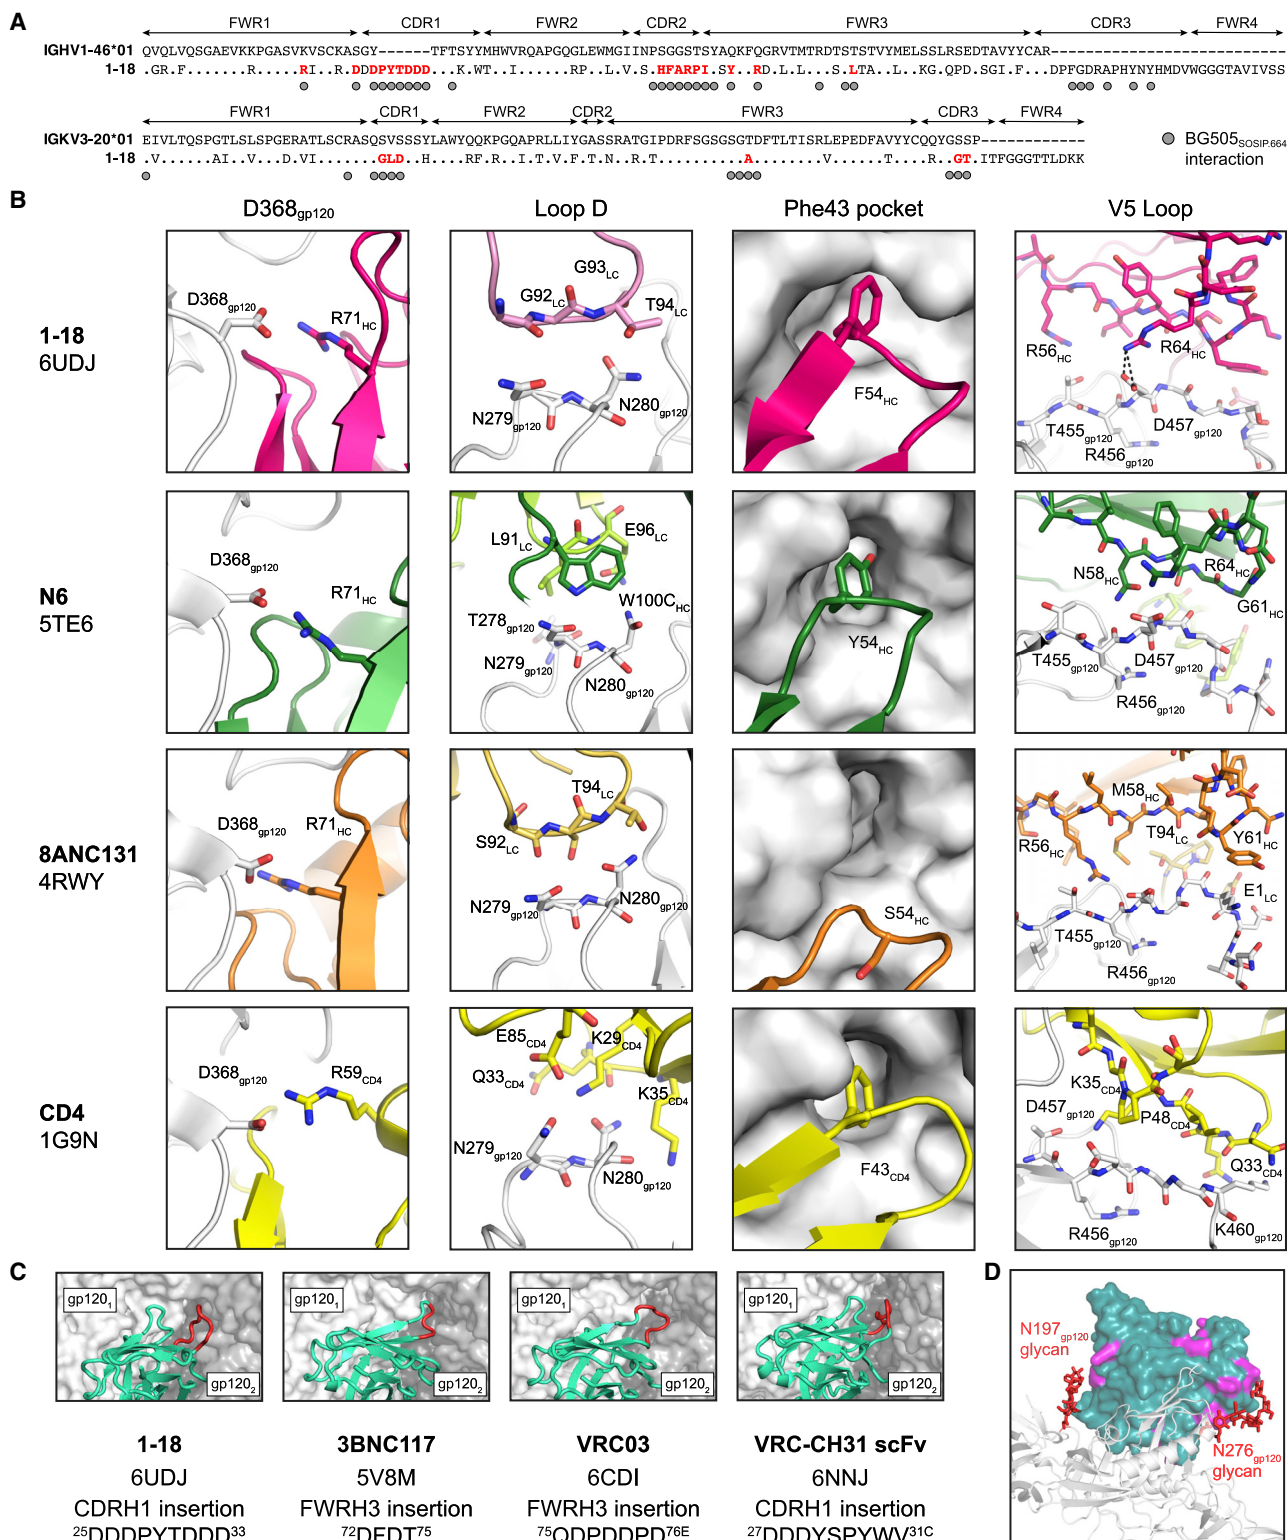 A
FWR1 CDR1 FWR2 CDR2 FWR3 CDR3 FWR4
IGHV1-46*01 QVQLVQSGAEVKKPGASVKVSCKASGY------TFTSYYMHWVRQAPGQGLEWMGIINPSGGSTSYAQKFQGRVTMTRDTSTSTVYMELSSLRSEDTAVYYCAR--------------------------
1-18 .GR.F........R.I..R.DDDPYTDDD...K.WT..I......RP..L.V.S.HFARPI.SY..RD.L.L...S.LTA..L...KG.QPD.SGI.F...DPFGDRAPHYNYHMDVWGGGTAVIVSS
FWR1 CDR1 FWR2 CDR2 FWR3 CDR3 FWR4
IGKV3-20*01 EIVLTQSPGTLSLSPGERATLSCRASQSVSSSYLAWYQQKPGQAPRLLIYGASSRATGIPDRFSGSGSGTDFTLTISRLEPEDFAVYYCQQYGSSP------------
1-18 .V......AI...V...D.VI.....GLD..H....RF.R..I.T.V.F.T.N..R.T..........A........V......T.......R..GT.ITFGGGTTLDKK
BG505SOSIP.664
interaction
B
D368gp120 Loop D Phe43 pocket V5 Loop
1-18
6UDJ
D368gp120
R71HC
G93LC
G92LC
T94LC
N279gp120
N280gp120
F54HC
R56HC
R64HC
T455gp120
D457gp120
R456gp120
N6
5TE6
D368gp120
R71HC
L91LC
E96LC
W100CHC
T278gp120
N279gp120
N280gp120
Y54HC
N58HC
R64HC
G61HC
T455gp120
D457gp120
R456gp120
8ANC131
4RWY
D368gp120
R71HC
T94LC
S92LC
N279gp120
N280gp120
S54HC
M58HC
R56HC
T94LC
Y61HC
E1LC
T455gp120
R456gp120
CD4
1G9N
D368gp120
R59CD4
E85CD4
K29CD4
Q33CD4
K35CD4
N279gp120
N280gp120
F43CD4
K35CD4
D457gp120
P48CD4
Q33CD4
R456gp120
K460gp120
C
gp1201
gp1202
gp1201
gp1202
gp1201
gp1202
gp1201
gp1202
1-18 3BNC117 VRC03 VRC-CH31 scFv
6UDJ 5V8M 6CDI 6NNJ
CDRH1 insertion FWRH3 insertion FWRH3 insertion CDRH1 insertion
25DDDPYTDDD33 72DFDT75 75QDPDDPD76E 27DDDYSPYWV31C
D
N197gp120
glycan
N276gp120
glycan